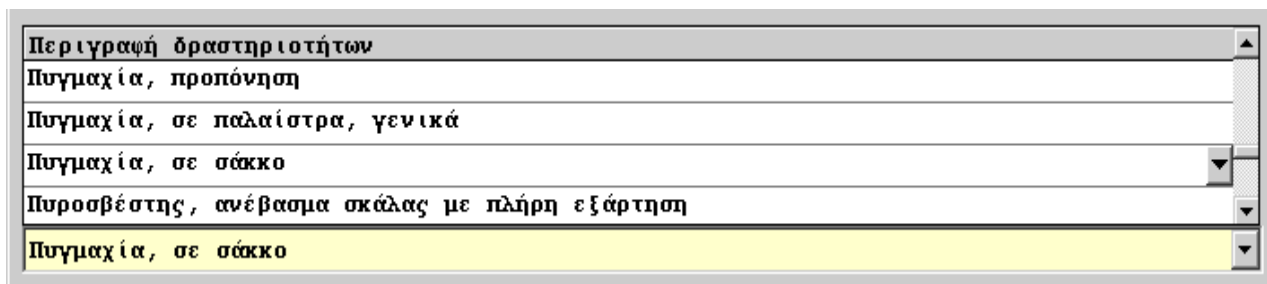 Περιγραφή δραστηριοτήτων
Πυγμαχία, προπόνηση
Πυγμαχία, σε παλαίστρα, γενικά
Πυγμαχία, σε σάκκο
Πυροσβέστης, ανέβασμα σκάλας με πλήρη εξάρτηση
Πυγμαχία, σε σάκκο